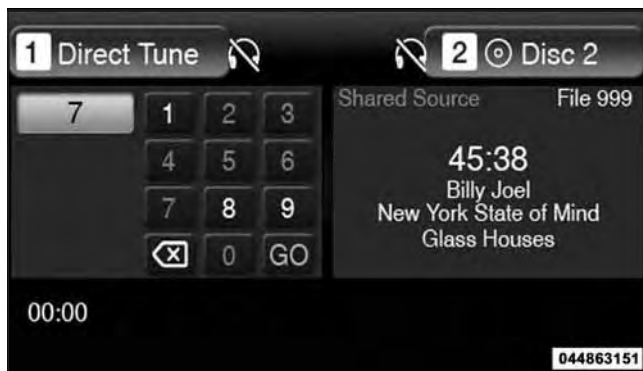 1 Direct Tune
2 Disc 2
7
1 2 3
4 5 6
7 8 9
0 GO
Shared Source File 999
45:38
Billy Joel
New York State of Mind
Glass Houses
00:00
044863151